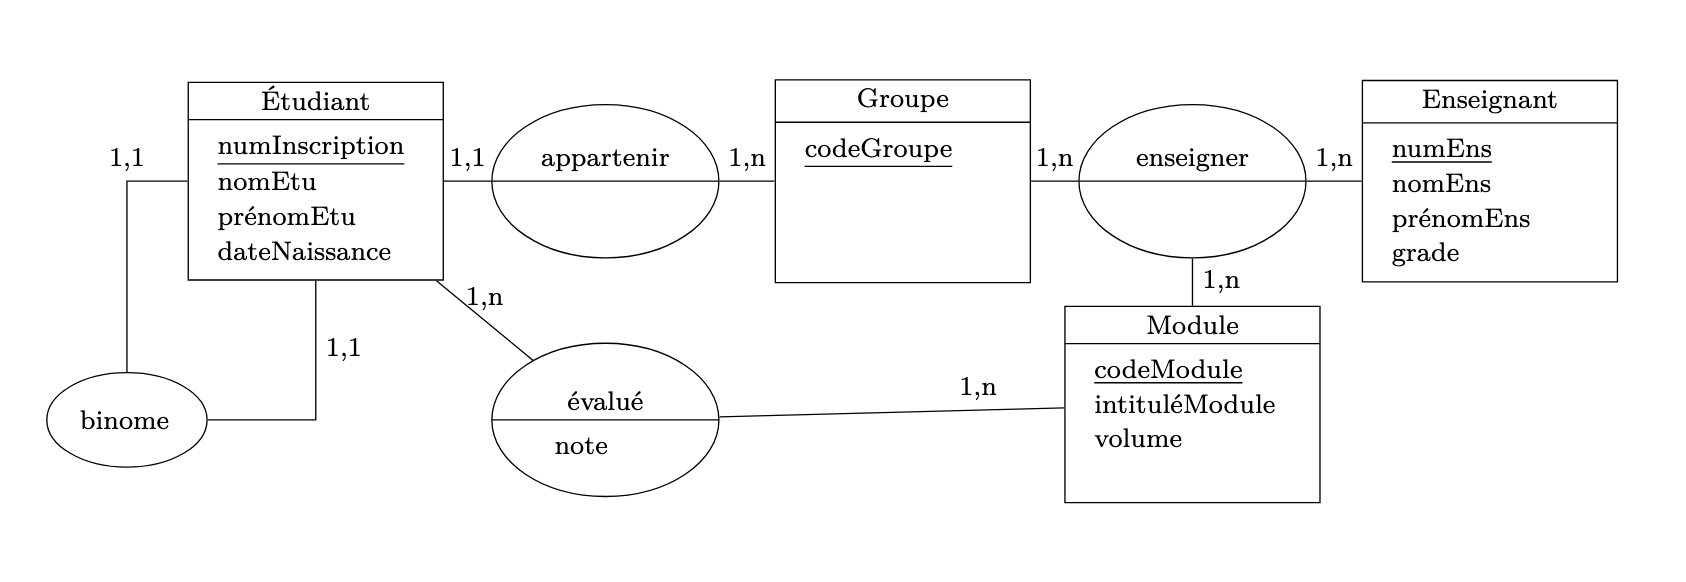 Étudiant
numInscription
nomEtu
prénomEtu
dateNaissance
1,1
1,1
binome
1,1
appartenir
1,n
Groupe
codeGroupe
1,n
enseigner
1,n
Enseignant
numEns
nomEns
prénomEns
grade
1,n
évalué
note
1,n
1,n
Module
codeModule
intituléModule
volume